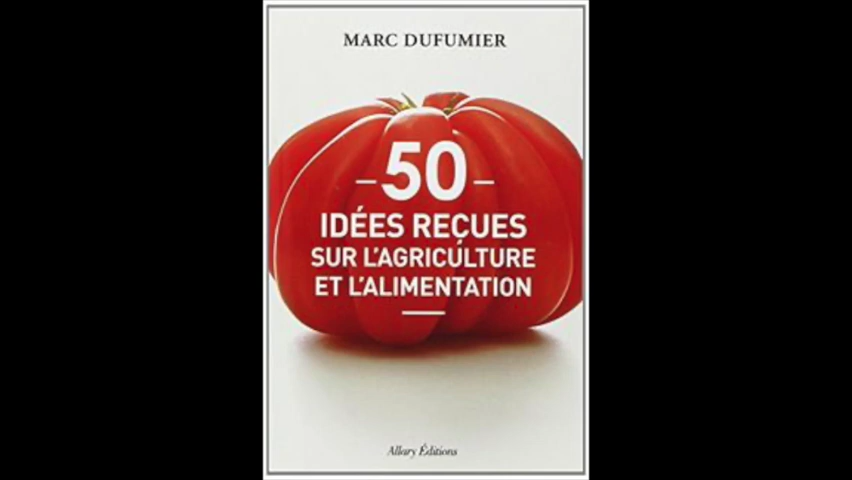 MARC DUFUMIER
50
IDÉES REÇUES
SUR L'AGRICULTURE
ET L'ALIMENTATION
Allary Éditions